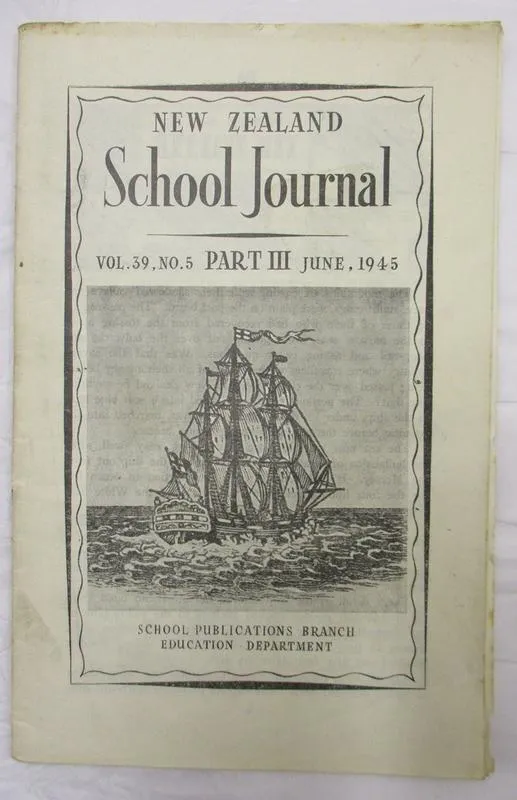 NEW ZEALAND
School Journal
VOL.39, NO.5 PART III JUNE, 1945
SCHOOL PUBLICATIONS BRANCH
EDUCATION DEPARTMENT